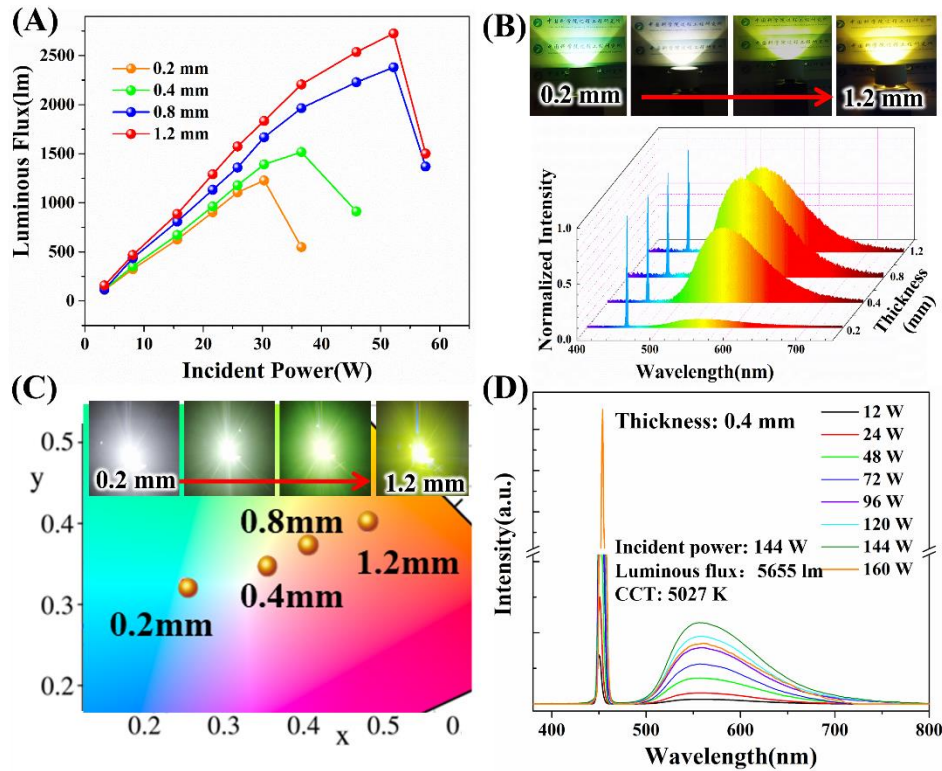 (A)
Luminous Flux(lm)
2500
2000
1500
1000
500
0
0.2 mm
0.4 mm
0.8 mm
1.2 mm
0
10
20
30
40
50
60
Incident Power(W)
(B)
0.2 mm
1.2 mm
Normalized Intensity
1.0
0.5
0.0
400
500
600
700
Wavelength(nm)
0.2
0.4
0.8
1.2
Thickness
(mm)
(C)
0.2 mm
1.2 mm
y
0.5
0.4
0.3
0.2mm
0.4mm
0.8mm
1.2mm
0.2
0.3
0.4
0
x
(D)
Thickness: 0.4 mm
12 W
24 W
48 W
72 W
96 W
120 W
144 W
160 W
Incident power: 144 W
Luminous flux： 5655 lm
CCT: 5027 K
Intensity(a.u.)
400
500
600
700
800
Wavelength(nm)